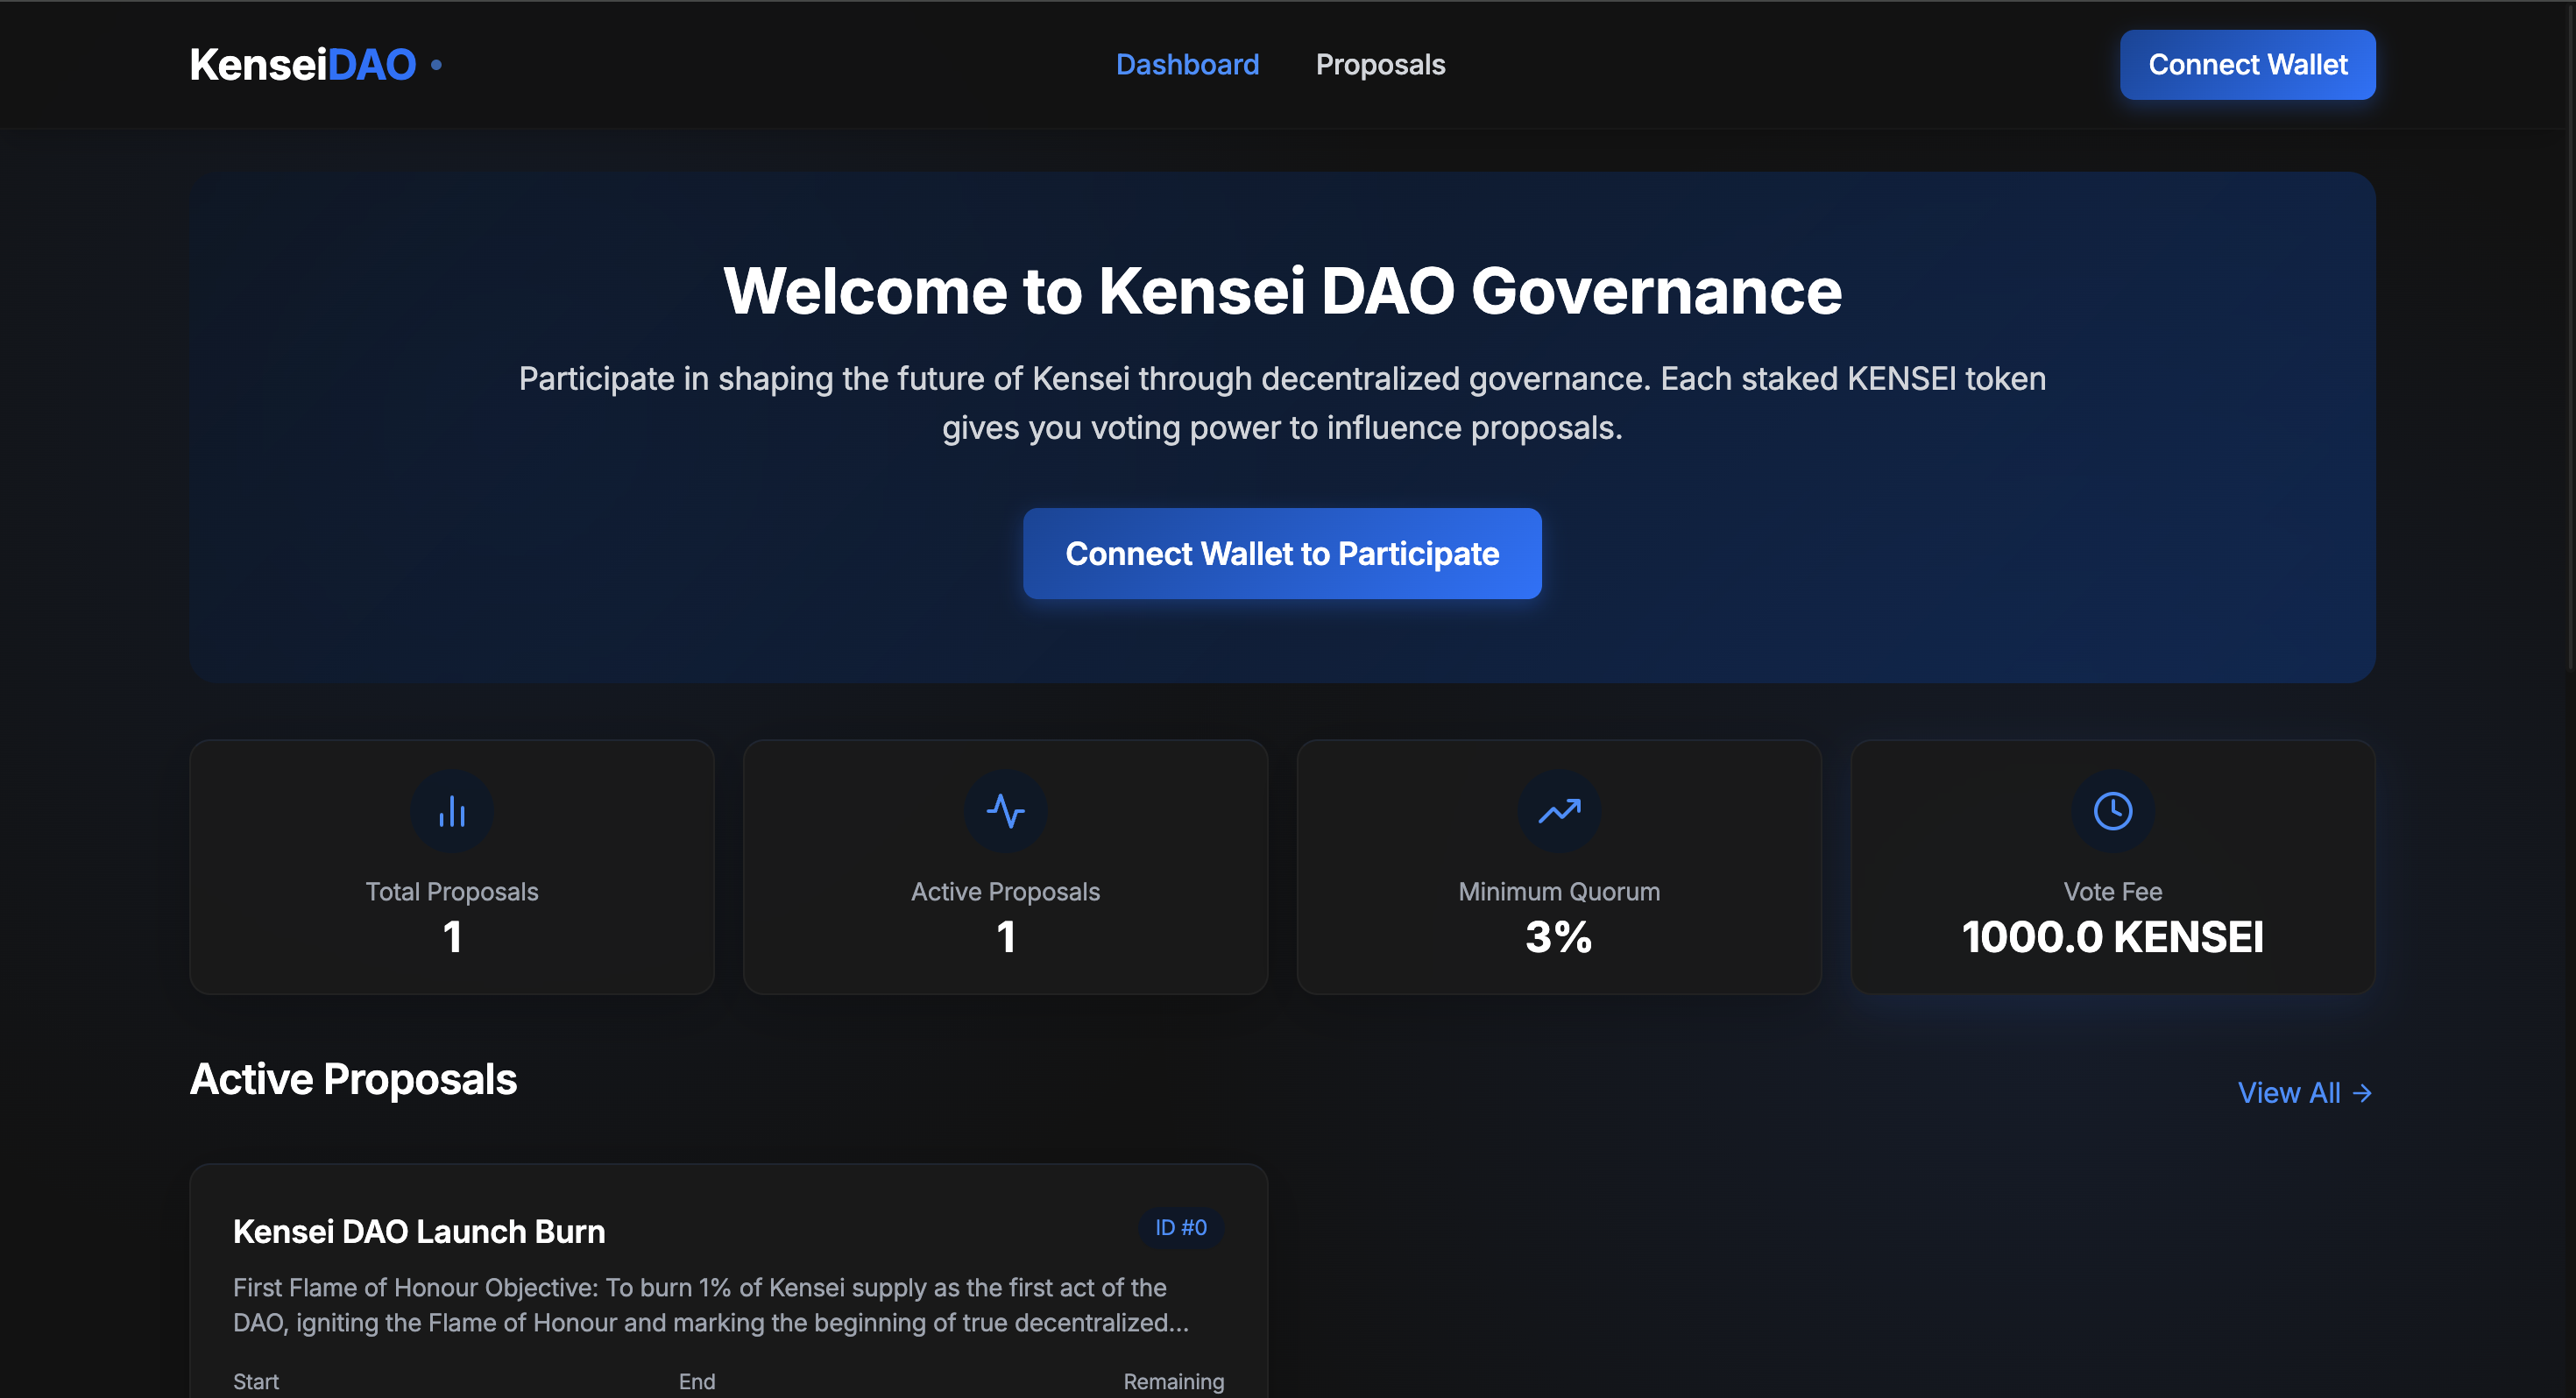 KenseiDAO
Dashboard
Proposals
Connect Wallet
Welcome to Kensei DAO Governance
Participate in shaping the future of Kensei through decentralized governance. Each staked KENSEI token
gives you voting power to influence proposals.
Connect Wallet to Participate
Total Proposals
1
Active Proposals
1
Minimum Quorum
3%
Vote Fee
1000.0 KENSEI
Active Proposals
View All →
Kensei DAO Launch Burn
ID #0
First Flame of Honour Objective: To burn 1% of Kensei supply as the first act of the
DAO, igniting the Flame of Honour and marking the beginning of true decentralized...
Start
End
Remaining